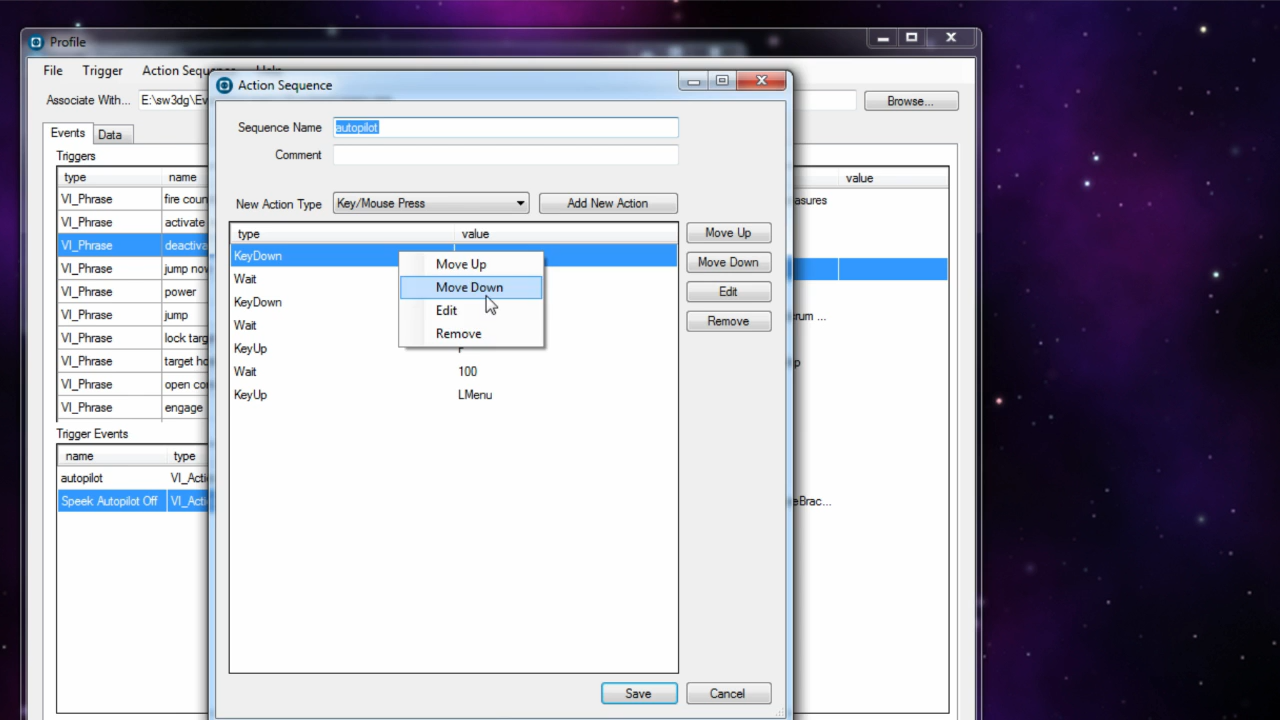 Profile
File Trigger Action Sequence Help
Associate With... E:\sw3dg\Ev
Browse...
Action Sequence
Sequence Name autopilot
Comment
New Action Type Key/Mouse Press Add New Action
type value
KeyDown
Wait
KeyDown
Wait
KeyUp F
Wait 100
KeyUp LMenu
Move Up
Move Down
Edit
Remove
Move Up
Move Down
Edit
Remove
Save Cancel
Events Data
Triggers
type name
VI_Phrase fire coun
VI_Phrase activate
VI_Phrase deactiva
VI_Phrase jump now
VI_Phrase power
VI_Phrase jump
VI_Phrase lock targ
VI_Phrase target ho
VI_Phrase open co
VI_Phrase engage
Trigger Events
name type
autopilot VI_Acti
Speek Autopilot Off VI_Acti
value
asures
rum ...
eBrac...